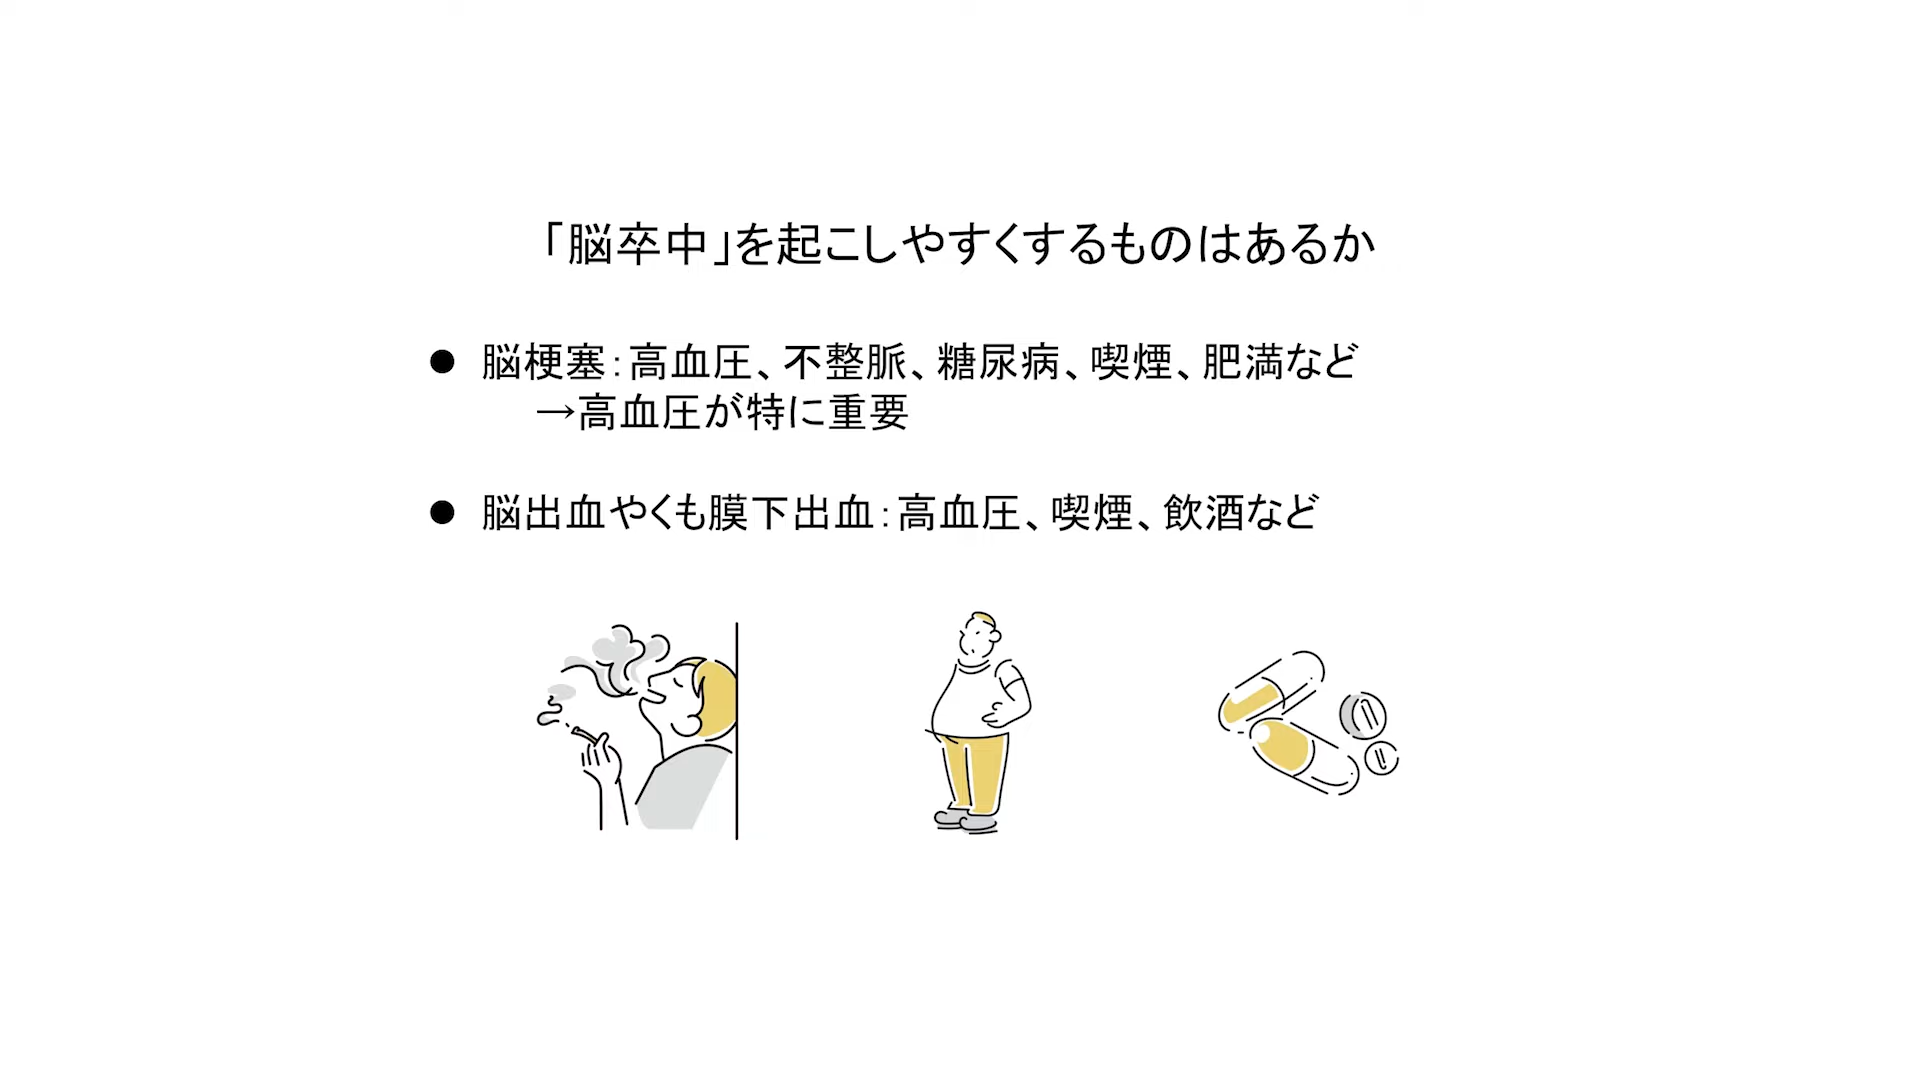 「脳卒中」を起こしやすくするものはあるか
● 脳梗塞：高血圧、不整脈、糖尿病、喫煙、肥満など
→高血圧が特に重要
● 脳出血やくも膜下出血：高血圧、喫煙、飲酒など